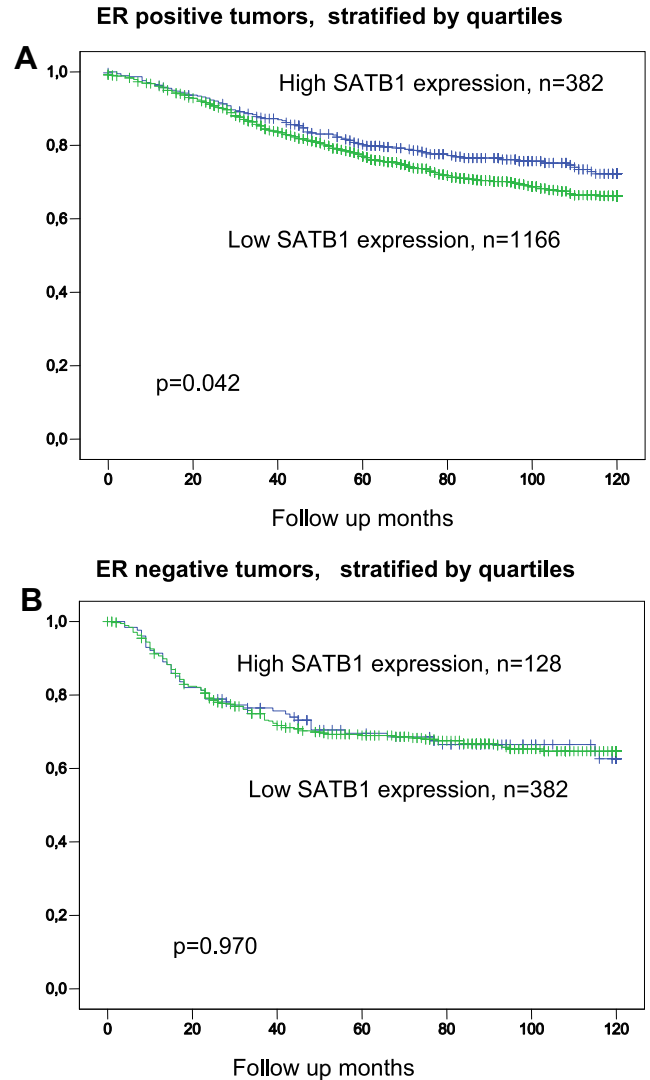 ER positive tumors, stratified by quartiles
A
1,0
High SATB1 expression, n=382
0,8
0,6
Low SATB1 expression, n=1166
0,4
0,2
p=0.042
0,0
0 20 40 60 80 100 120
Follow up months
ER negative tumors, stratified by quartiles
B
1,0
High SATB1 expression, n=128
0,8
0,6
Low SATB1 expression, n=382
0,4
0,2
p=0.970
0,0
0 20 40 60 80 100 120
Follow up months